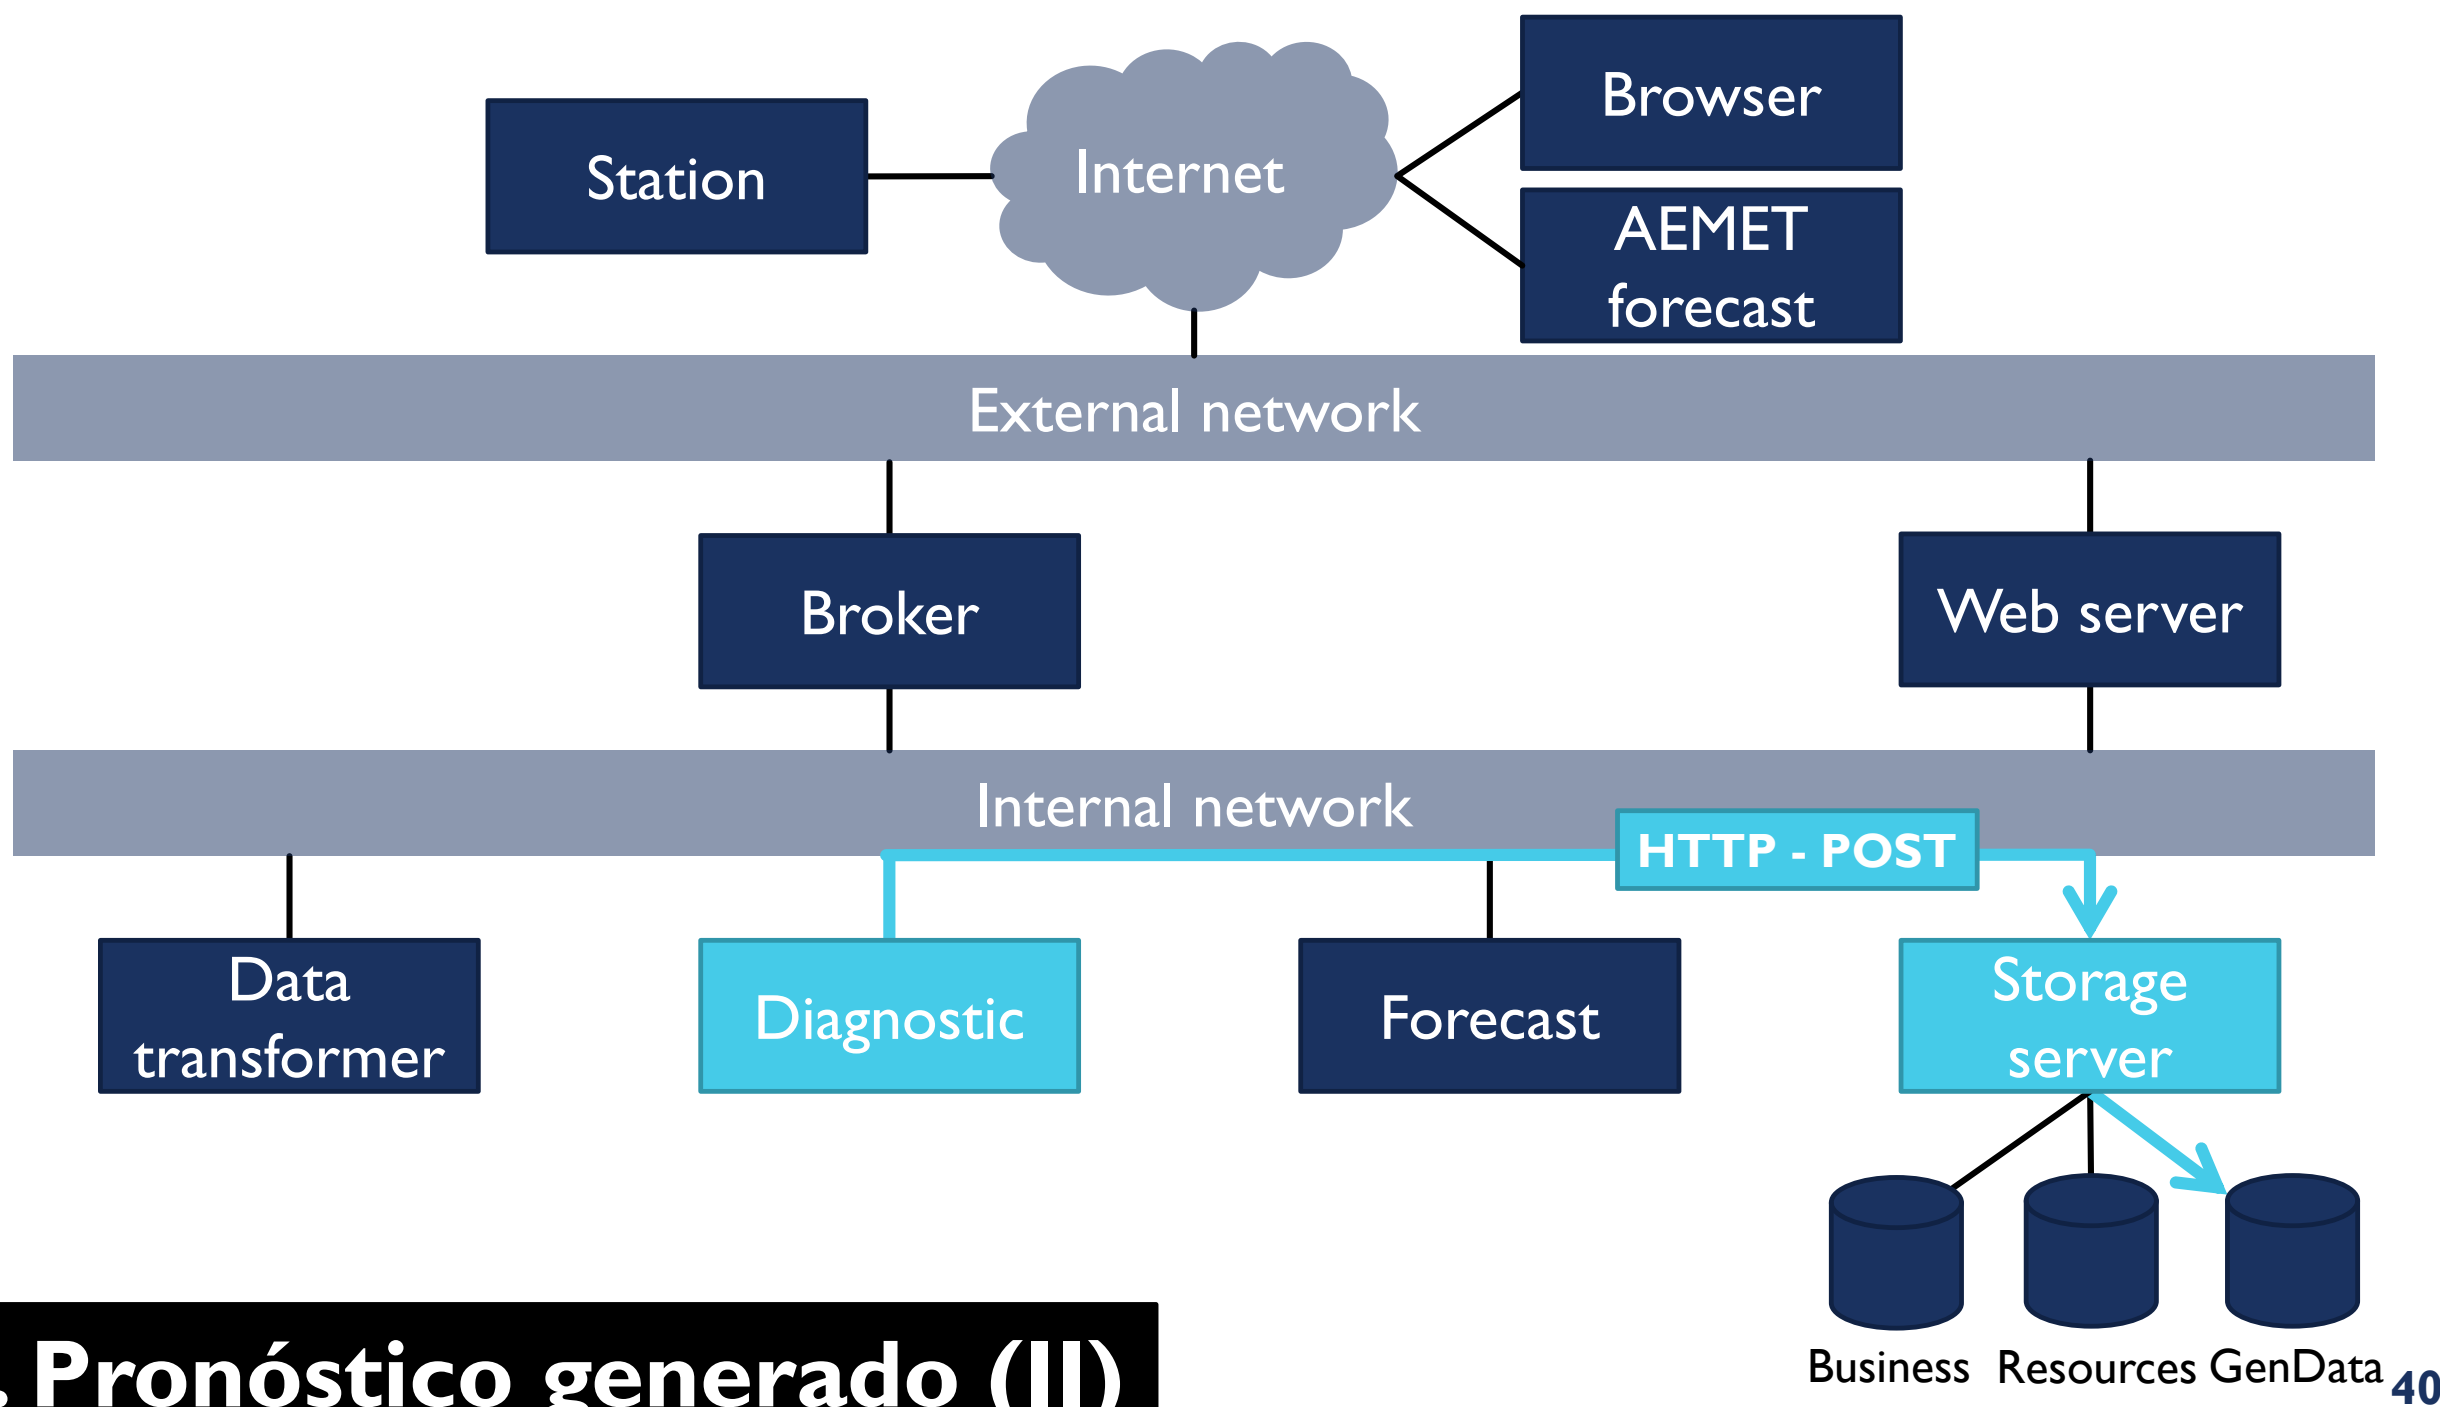 Browser
Station
Internet
AEMET
forecast
External network
Broker
Web server
Internal network
HTTP - POST
Data
transformer
Diagnostic
Forecast
Storage
server
Business
Resources
GenData
. Pronóstico generado (II)
40